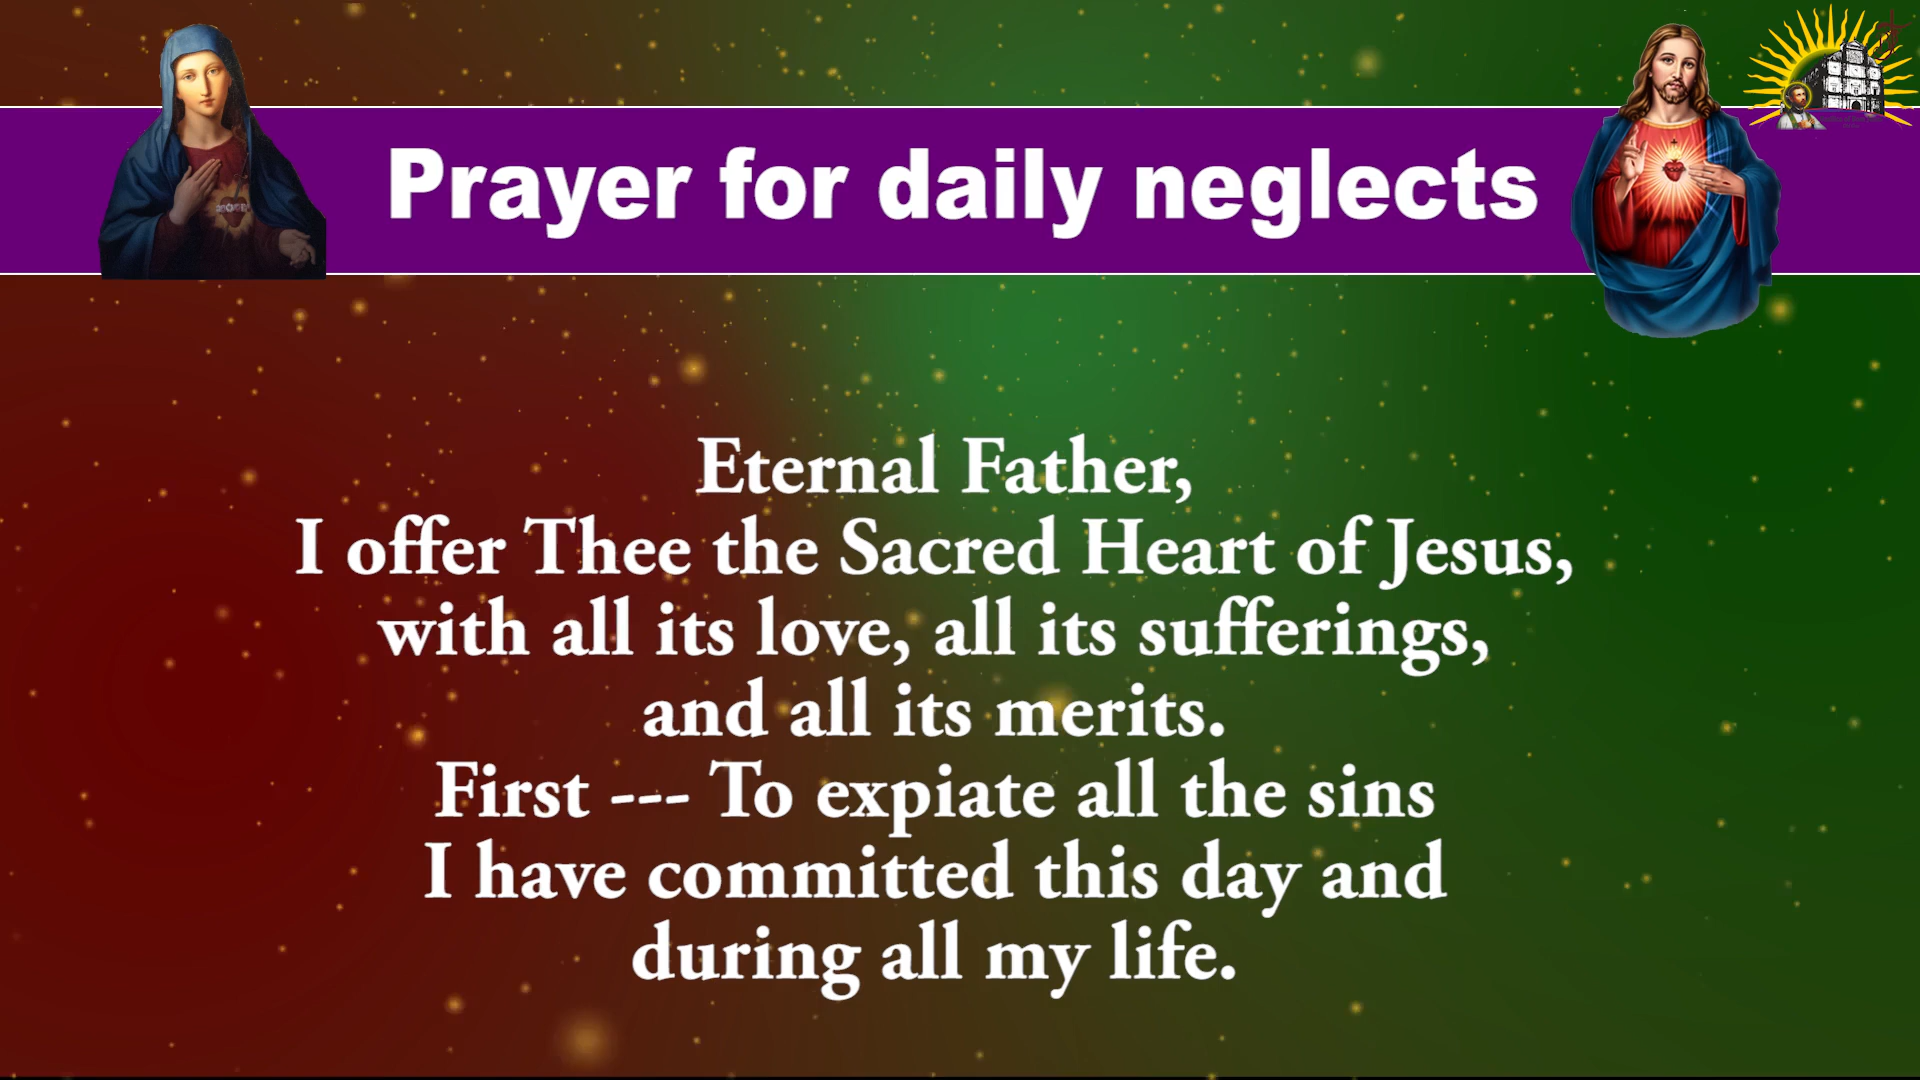 Prayer for daily neglects
Eternal Father,
I offer Thee the Sacred Heart of Jesus,
with all its love, all its sufferings,
and all its merits.
First --- To expiate all the sins
I have committed this day and
during all my life.